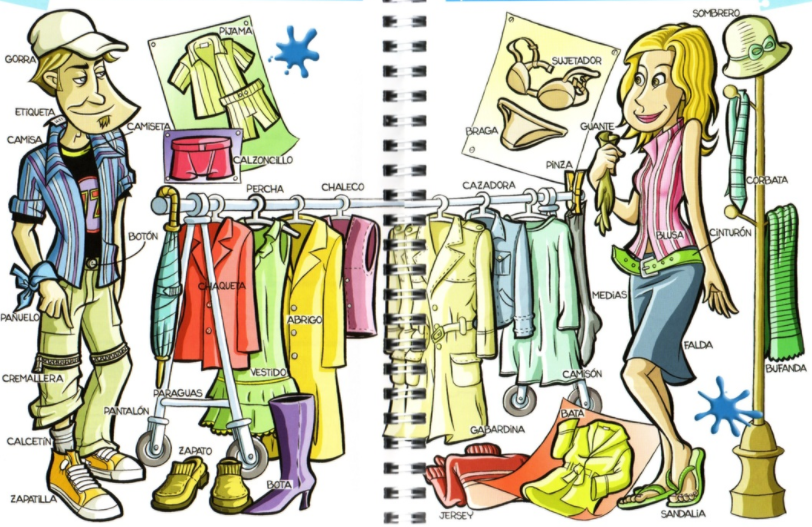 GORRA
PIJAMA
ETIQUETA
CAMISA
CAMISETA
CALZONCILLO
PERCHA
CHALECO
BOTÓN
CHAQUETA
PAÑUELO
ABRIGO
VESTIDO
CREMALLERA
PARAGUAS
PANTALÓN
CALCETÍN
ZAPATO
BOTA
ZAPATILLA
SOMBRERO
SUJETADOR
BRAGA
GUANTE
PINZA
CAZADORA
CORBATA
BLUSA
CINTURÓN
MEDIAS
FALDA
CAMISÓN
BUFANDA
BATA
GABARDINA
JERSEY
SANDALIA